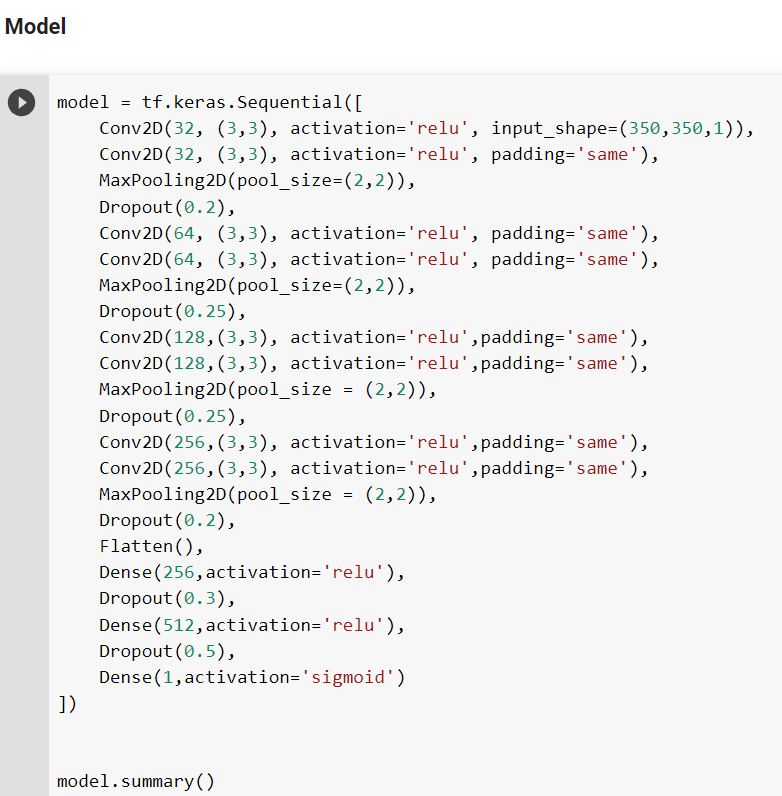 Model
model = tf.keras.Sequential([
    Conv2D(32, (3,3), activation='relu', input_shape=(350,350,1)),
    Conv2D(32, (3,3), activation='relu', padding='same'),
    MaxPooling2D(pool_size=(2,2)),
    Dropout(0.2),
    Conv2D(64, (3,3), activation='relu', padding='same'),
    Conv2D(64, (3,3), activation='relu', padding='same'),
    MaxPooling2D(pool_size=(2,2)),
    Dropout(0.25),
    Conv2D(128,(3,3), activation='relu',padding='same'),
    Conv2D(128,(3,3), activation='relu',padding='same'),
    MaxPooling2D(pool_size = (2,2)),
    Dropout(0.25),
    Conv2D(256,(3,3), activation='relu',padding='same'),
    Conv2D(256,(3,3), activation='relu',padding='same'),
    MaxPooling2D(pool_size = (2,2)),
    Dropout(0.2),
    Flatten(),
    Dense(256,activation='relu'),
    Dropout(0.3),
    Dense(512,activation='relu'),
    Dropout(0.5),
    Dense(1,activation='sigmoid')
])
model.summary()